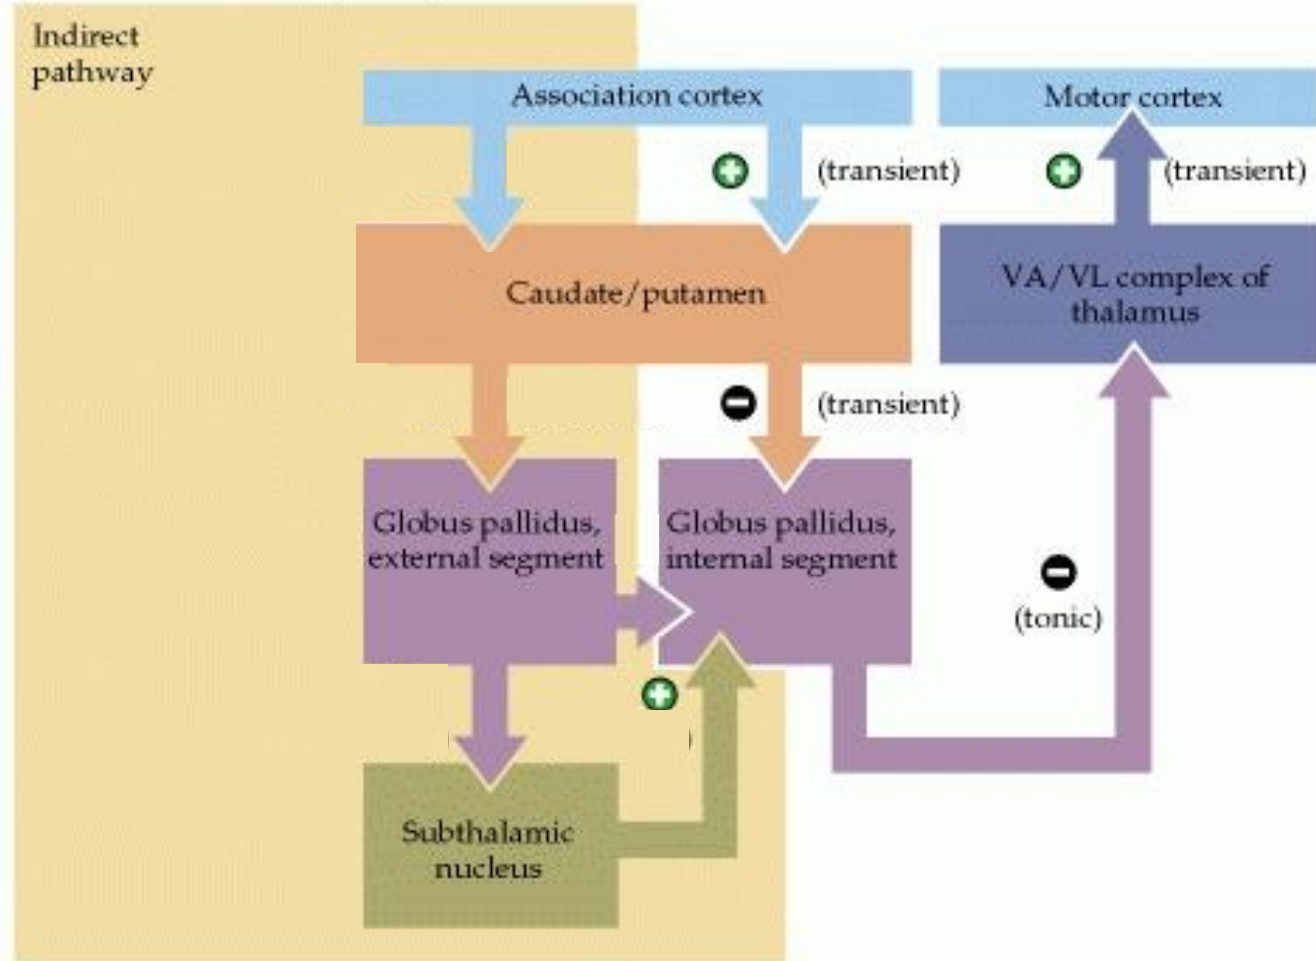 Indirect
pathway
Association cortex
Motor cortex
(transient)
(transient)
Caudate/putamen
VA/VL complex of
thalamus
(transient)
Globus pallidus,
external segment
Globus pallidus,
internal segment
(tonic)
Subthalamic
nucleus